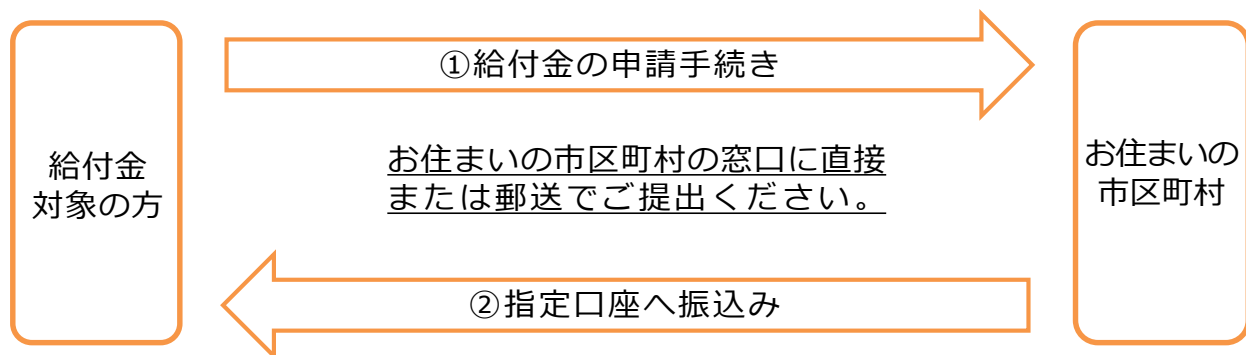 ①給付金の申請手続き
給付金
対象の方
お住まいの市区町村の窓口に直接
または郵送でご提出ください。
お住まいの
市区町村
②指定口座へ振込み